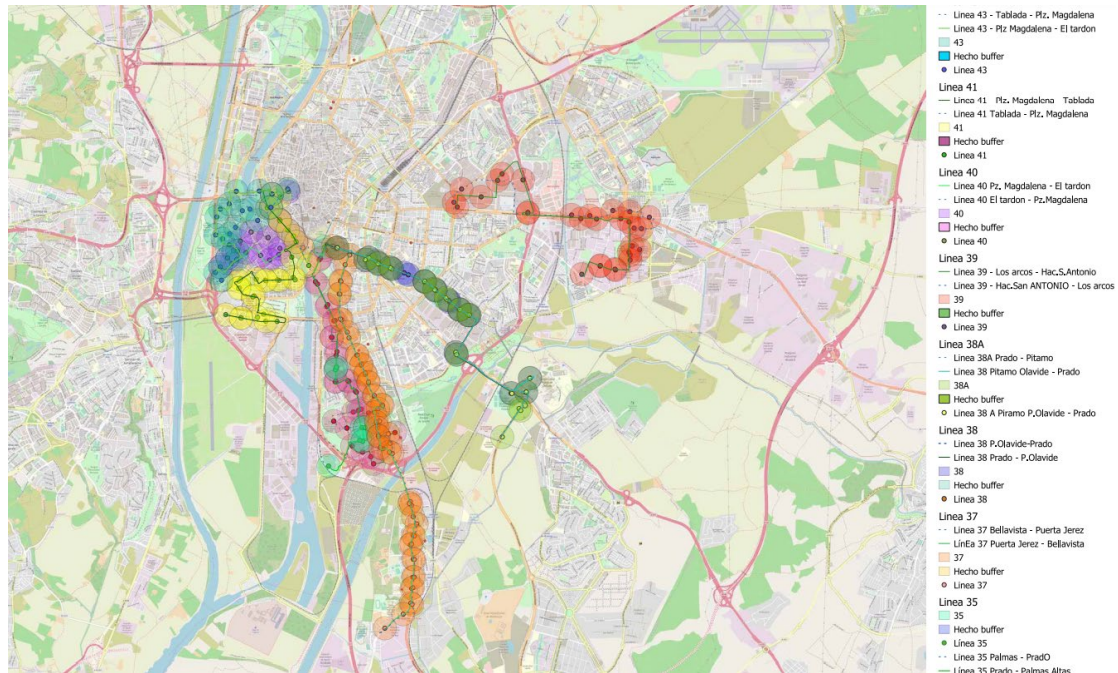 Linea 43 - Tablada - Plz. Magdalena
Linea 43 - Plz Magdalena - El tardon
43
Hecho buffer
Linea 43
Linea 41
Linea 41 Plz. Magdalena Tablada
Linea 41 Tablada - Plz. Magdalena
41
Hecho buffer
Linea 41
Linea 40
Linea 40 Pz. Magdalena - El tardon
Linea 40 El tardon - Pz.Magdalena
40
Hecho buffer
Linea 40
Linea 39
Linea 39 - Los arcos - Hac.S.Antonio
Linea 39 - Hac.San ANTONIO - Los arcos
39
Hecho buffer
Linea 39
Linea 38A
Linea 38A Prado - Pitamo
Linea 38 Pitamo Olavide - Prado
38A
Hecho buffer
Linea 38 A Piramo P.Olavide - Prado
Linea 38
Linea 38 P.Olavide-Prado
Linea 38 Prado - P.Olavide
38
Hecho buffer
Linea 38
Linea 37
Linea 37 Bellavista - Puerta Jerez
LínEa 37 Puerta Jerez - Bellavista
37
Hecho buffer
Linea 37
Linea 35
35
Hecho buffer
Línea 35
Linea 35 Palmas - PradO
Línea 35 Prado - Palmas Altas